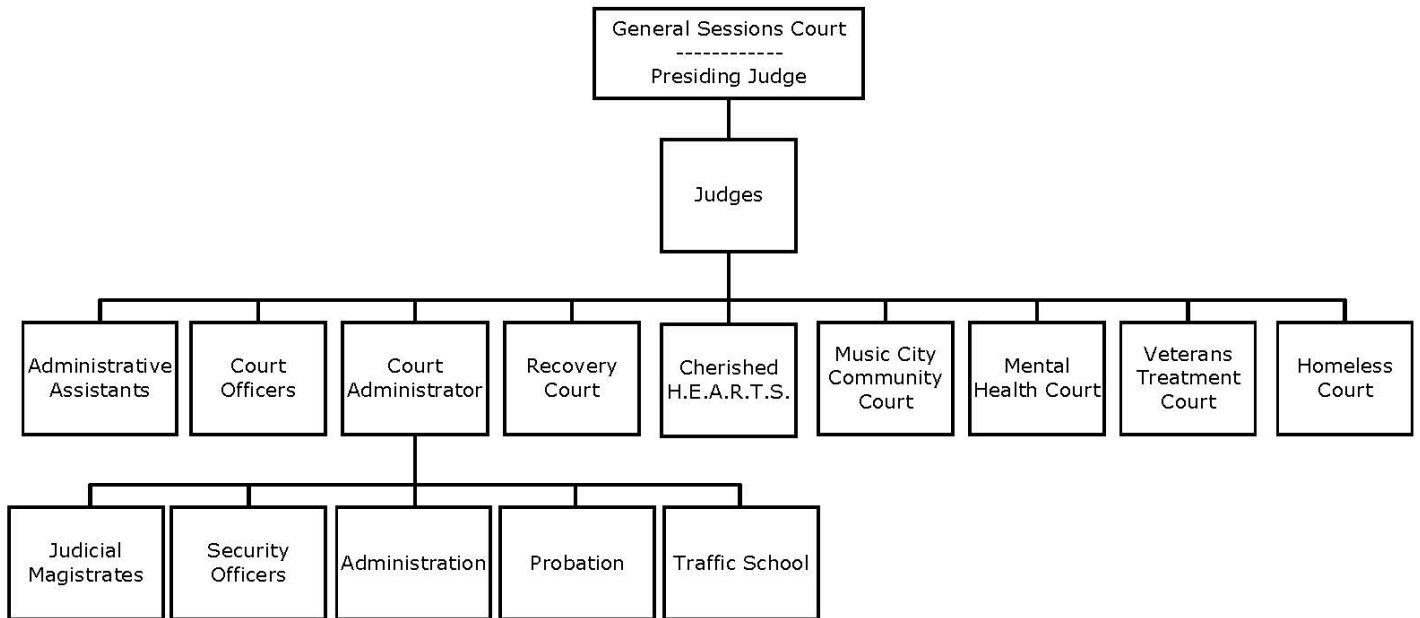 General Sessions Court
------------
Presiding Judge
Judges
Administrative
Assistants
Court
Officers
Court
Administrator
Recovery
Court
Cherished
H.E.A.R.T.S.
Music City
Community
Court
Mental
Health Court
Veterans
Treatment
Court
Homeless
Court
Judicial
Magistrates
Security
Officers
Administration
Probation
Traffic School